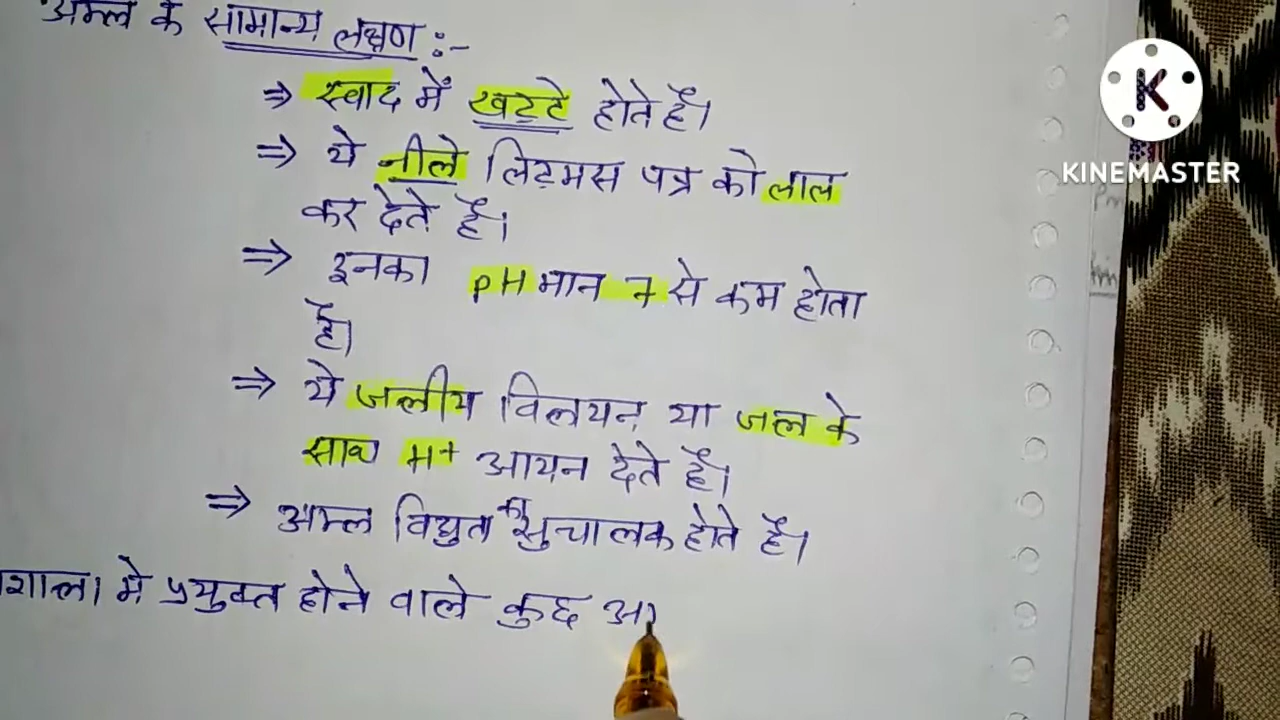 अम्ल के सामान्य लक्षण :-
⇒ स्वाद में खट्टे होते हैं।
⇒ ये नीले लिटमस पत्र को लाल
कर देते हैं।
⇒ इनका pH मान 7 से कम होता
है।
⇒ ये जलीय विलयन या जल के
साथ H+ आयन देते हैं।
⇒ अम्ल विद्युत के सुचालक होते हैं।
शाला में प्रयुक्त होने वाले कुछ
K
KINEMASTER